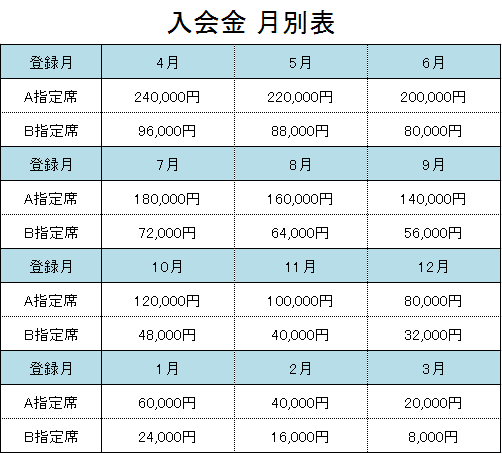 入会金 月別表
登録月 4月 5月 6月
A指定席 240,000円 220,000円 200,000円
B指定席 96,000円 88,000円 80,000円
登録月 7月 8月 9月
A指定席 180,000円 160,000円 140,000円
B指定席 72,000円 64,000円 56,000円
登録月 10月 11月 12月
A指定席 120,000円 100,000円 80,000円
B指定席 48,000円 40,000円 32,000円
登録月 1月 2月 3月
A指定席 60,000円 40,000円 20,000円
B指定席 24,000円 16,000円 8,000円